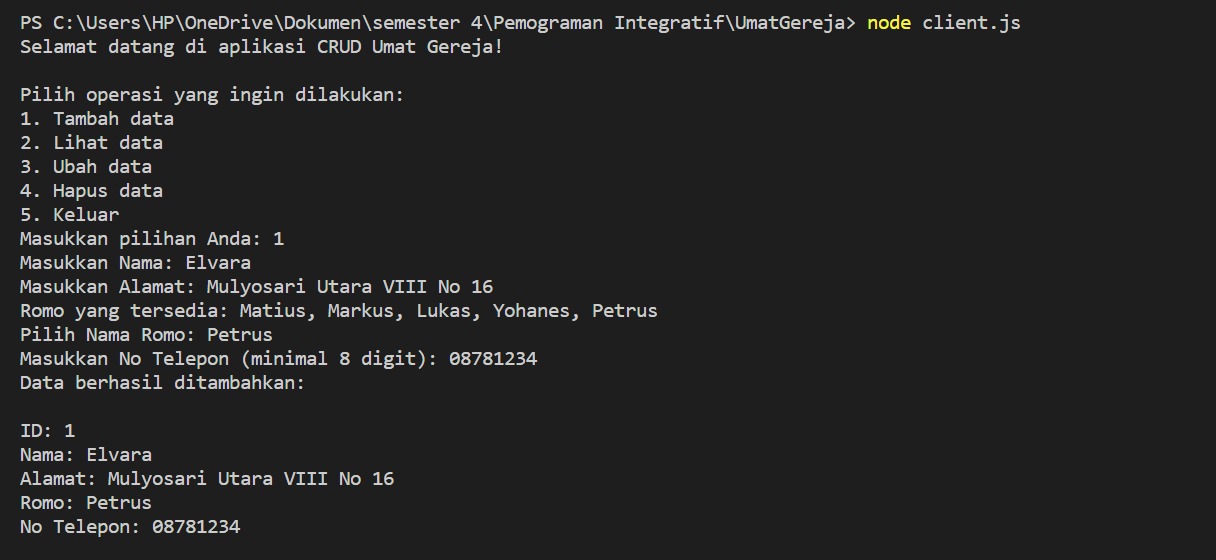 PS C:\Users\HP\OneDrive\Dokumen\semester 4\Pemograman Integratif\UmatGereja> node client.js
Selamat datang di aplikasi CRUD Umat Gereja!
Pilih operasi yang ingin dilakukan:
1. Tambah data
2. Lihat data
3. Ubah data
4. Hapus data
5. Keluar
Masukkan pilihan Anda: 1
Masukkan Nama: Elvara
Masukkan Alamat: Mulyosari Utara VIII No 16
Romo yang tersedia: Matius, Markus, Lukas, Yohanes, Petrus
Pilih Nama Romo: Petrus
Masukkan No Telepon (minimal 8 digit): 08781234
Data berhasil ditambahkan:
ID: 1
Nama: Elvara
Alamat: Mulyosari Utara VIII No 16
Romo: Petrus
No Telepon: 08781234